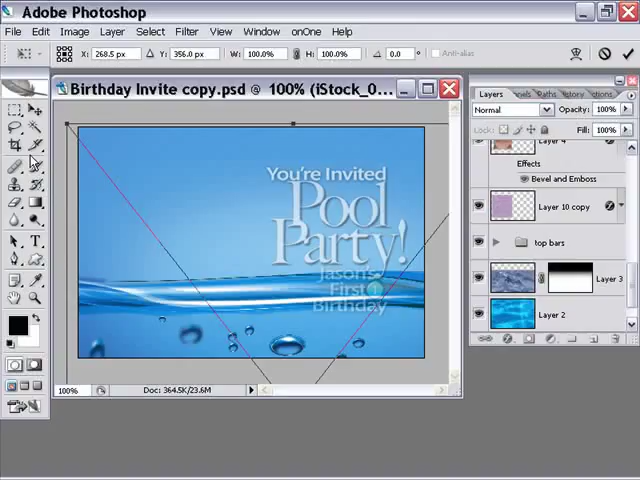 Adobe Photoshop
File Edit Image Layer Select Filter View Window onOne Help
X: 268.5 px Y: 356.0 px W: 100.0% H: 100.0% 0.0 Anti-alias
Birthday Invite copy.psd @ 100% (iStock_0...
You're Invited
Pool
Party!
Jason's
First
Birthday
100% Doc: 364.5K/23.6M
Layers Paths History
Normal Opacity: 100%
Lock: Fill: 100%
Layer 4
Effects
Bevel and Emboss
Layer 10 copy
top bars
Layer 3
Layer 2